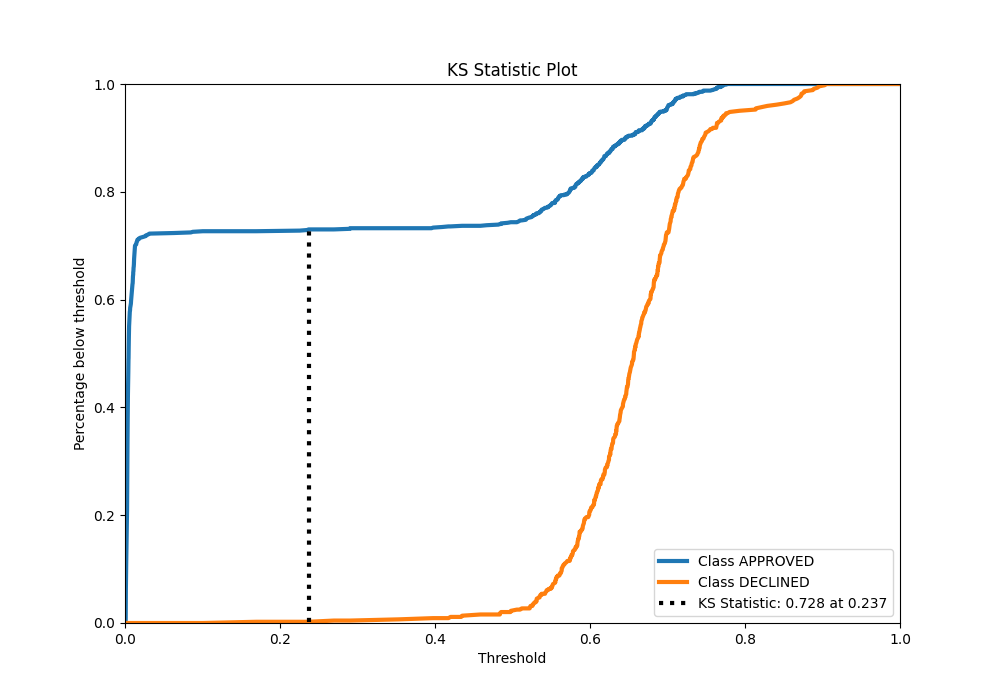 KS Statistic Plot
1.0
0.8
0.6
0.4
0.2
0.0
Percentage below threshold
0.0 0.2 0.4 0.6 0.8 1.0
Threshold
Class APPROVED
Class DECLINED
KS Statistic: 0.728 at 0.237